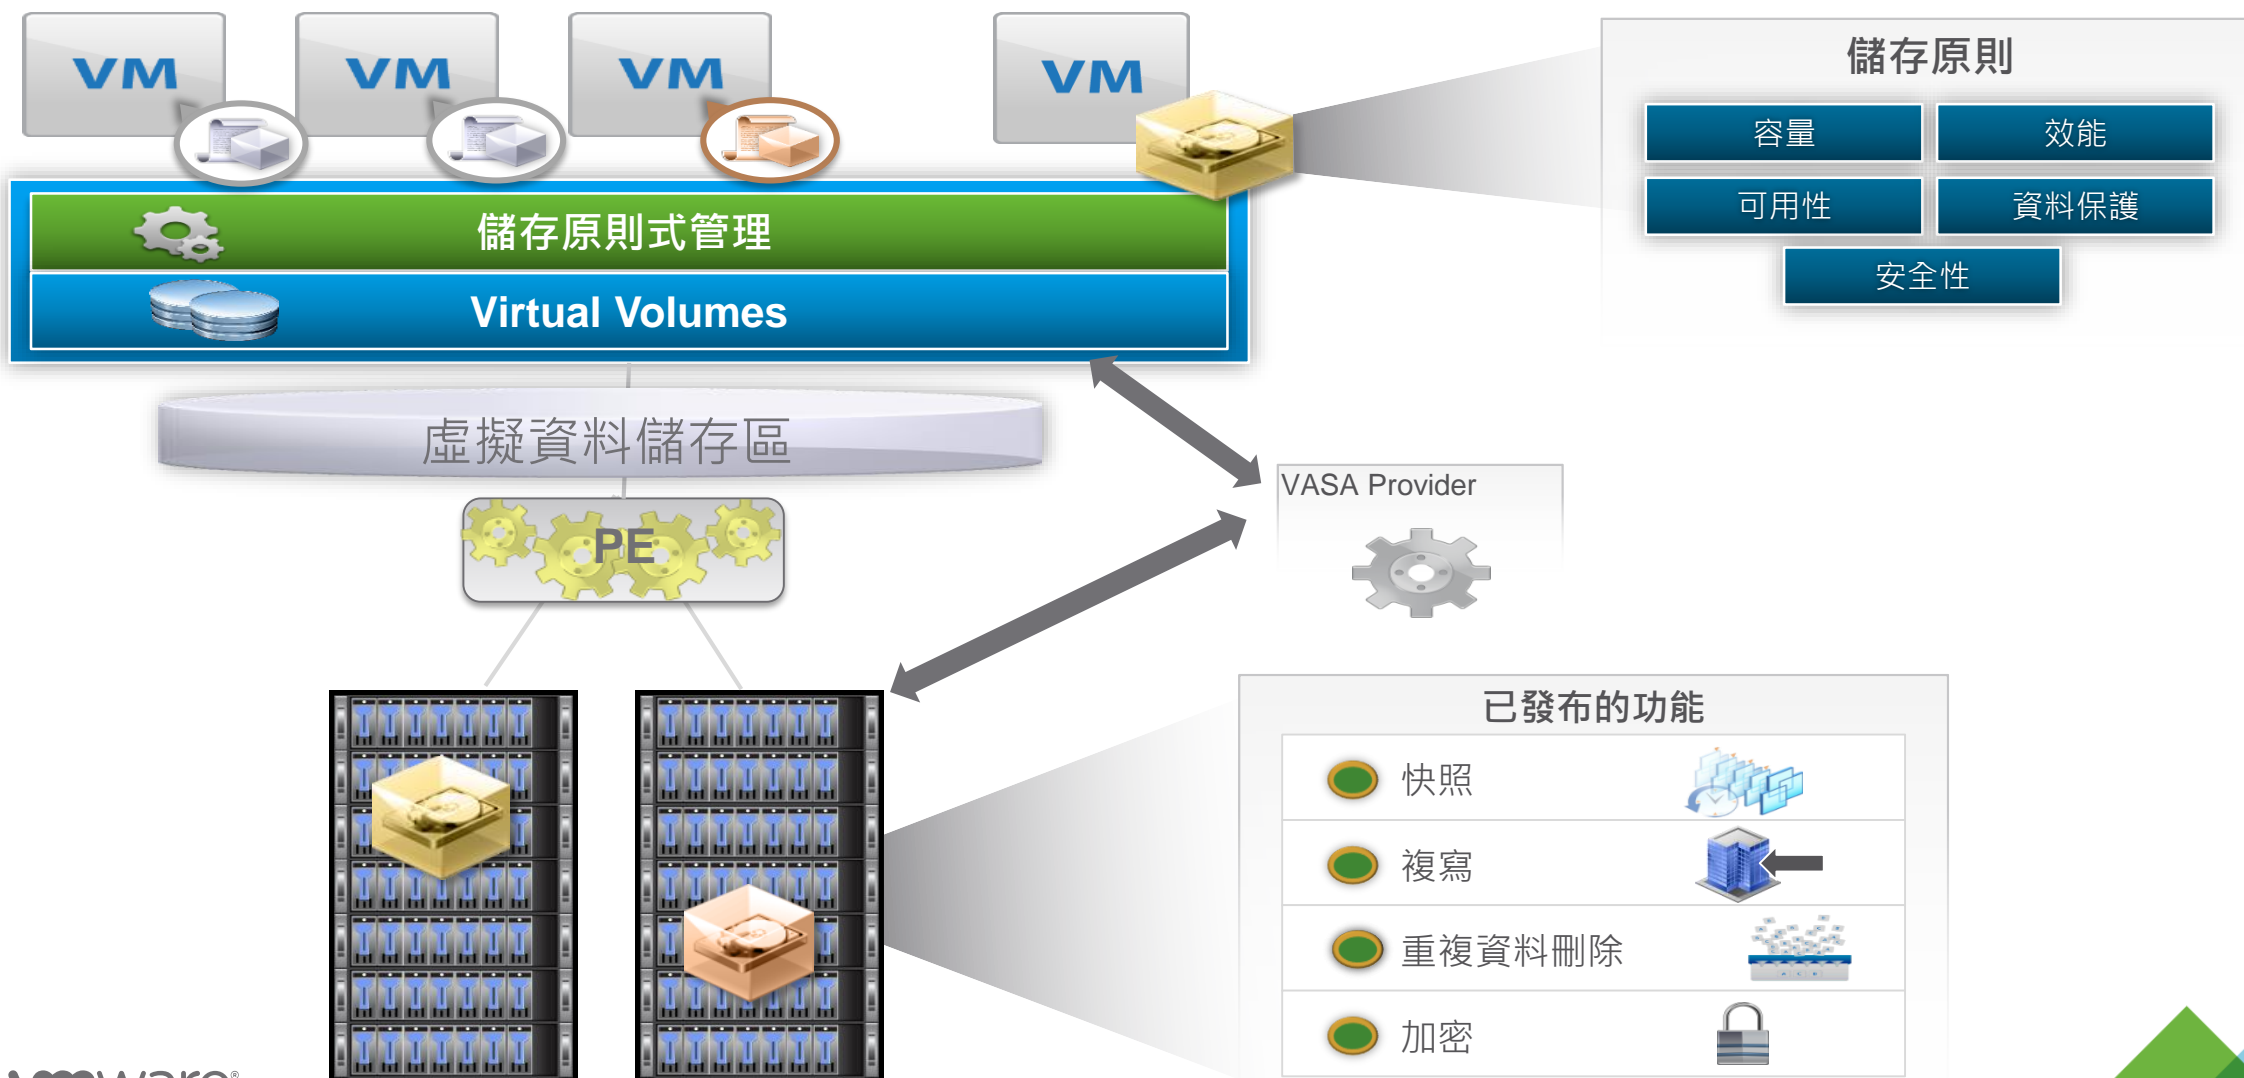 VM
VM
VM
VM
儲存原則
容量
效能
可用性
資料保護
安全性
儲存原則式管理
Virtual Volumes
虛擬資料儲存區
PE
VASA Provider
已發布的功能
快照
複寫
重複資料刪除
加密
vmware®